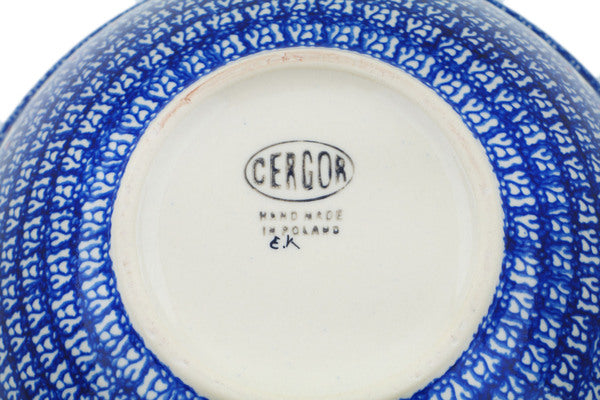 CERGOR
HAND MADE
IN POLAND
E.K